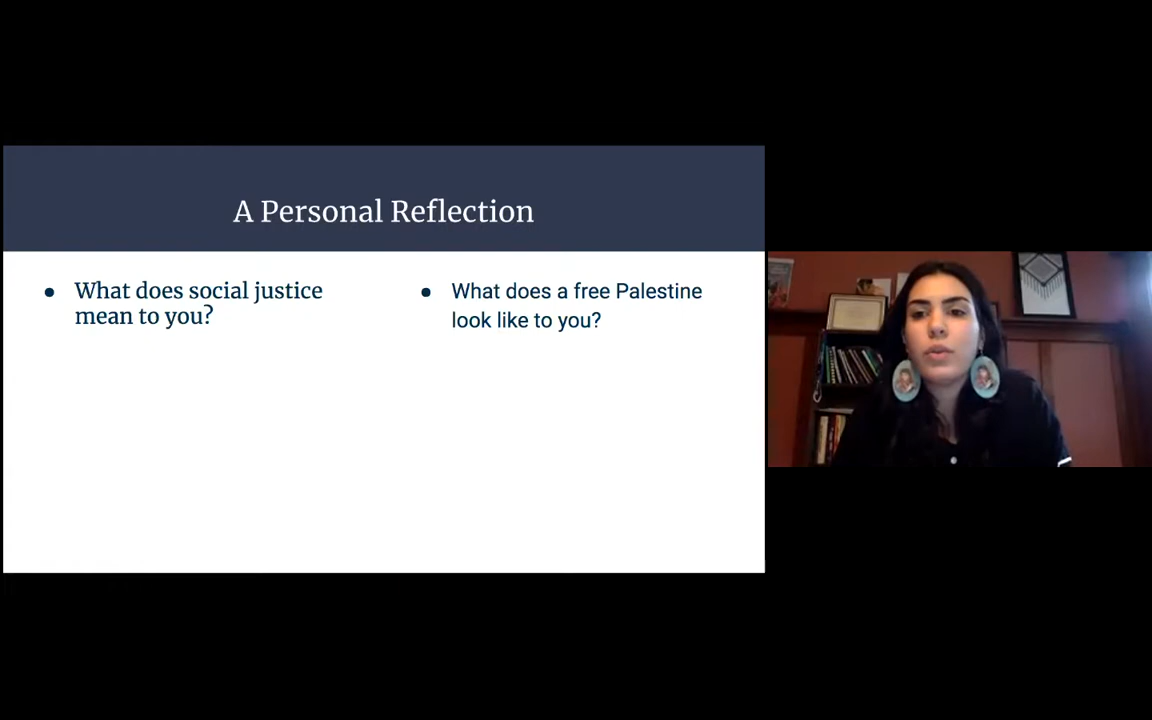 A Personal Reflection
● What does social justice
mean to you?
● What does a free Palestine
look like to you?